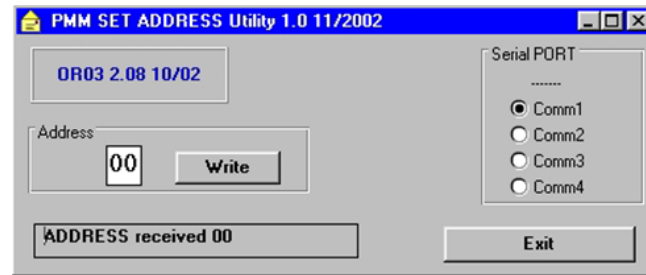 PMM SET ADDRESS Utility 1.0 11/2002
OR03 2.08 10/02
Serial PORT
-------
Comm1
Comm2
Comm3
Comm4
Address
00
Write
ADDRESS received 00
Exit